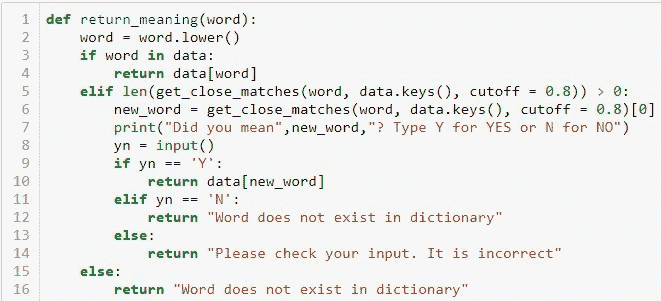 1 def return_meaning(word):
2     word = word.lower()
3     if word in data:
4         return data[word]
5     elif len(get_close_matches(word, data.keys(), cutoff = 0.8)) > 0:
6         new_word = get_close_matches(word, data.keys(), cutoff = 0.8)[0]
7         print("Did you mean",new_word,"? Type Y for YES or N for NO")
8         yn = input()
9         if yn == 'Y':
10             return data[new_word]
11         elif yn == 'N':
12             return "Word does not exist in dictionary"
13         else:
14             return "Please check your input. It is incorrect"
15     else:
16         return "Word does not exist in dictionary"